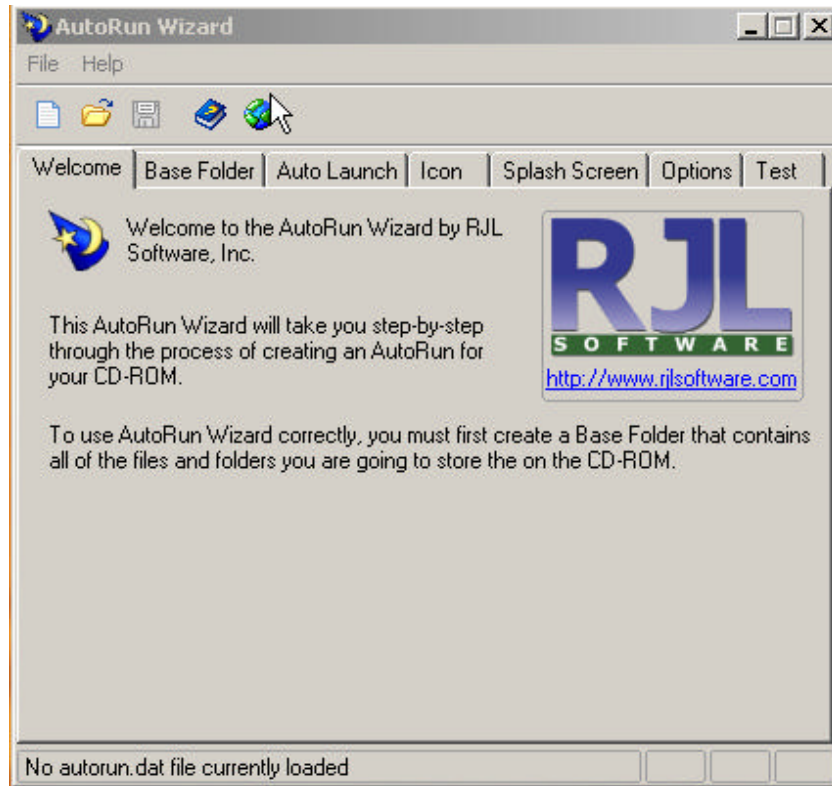 AutoRun Wizard
File Help
Welcome Base Folder Auto Launch Icon Splash Screen Options Test
Welcome to the AutoRun Wizard by RJL
Software, Inc.
RJL
SOFTWARE
http://www.rjlsoftware.com
This AutoRun Wizard will take you step-by-step
through the process of creating an AutoRun for
your CD-ROM.
To use AutoRun Wizard correctly, you must first create a Base Folder that contains
all of the files and folders you are going to store the on the CD-ROM.
No autorun.dat file currently loaded